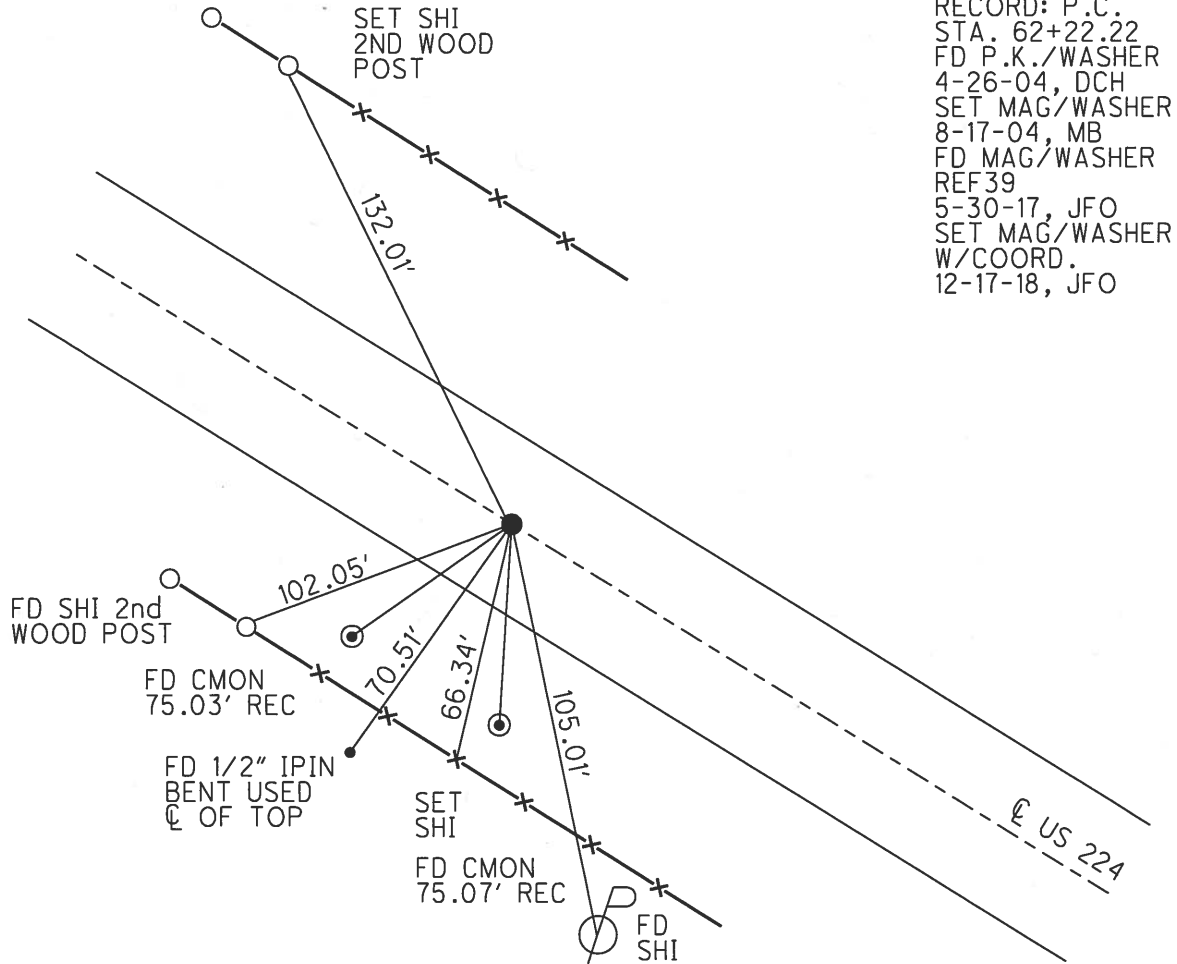 SET SHI
2ND WOOD
POST
RECORD: P.C.
STA. 62+22.22
FD P.K./WASHER
4-26-04, DCH
SET MAG/WASHER
8-17-04, MB
FD MAG/WASHER
REF39
5-30-17, JFO
SET MAG/WASHER
W/COORD.
12-17-18, JFO
132.01'
102.05'
FD SHI 2nd
WOOD POST
FD CMON
75.03' REC
70.51'
66.34'
105.01'
FD 1/2" IPIN
BENT USED
℄ OF TOP
SET
SHI
FD CMON
75.07' REC
FD
SHI
℄ US 224